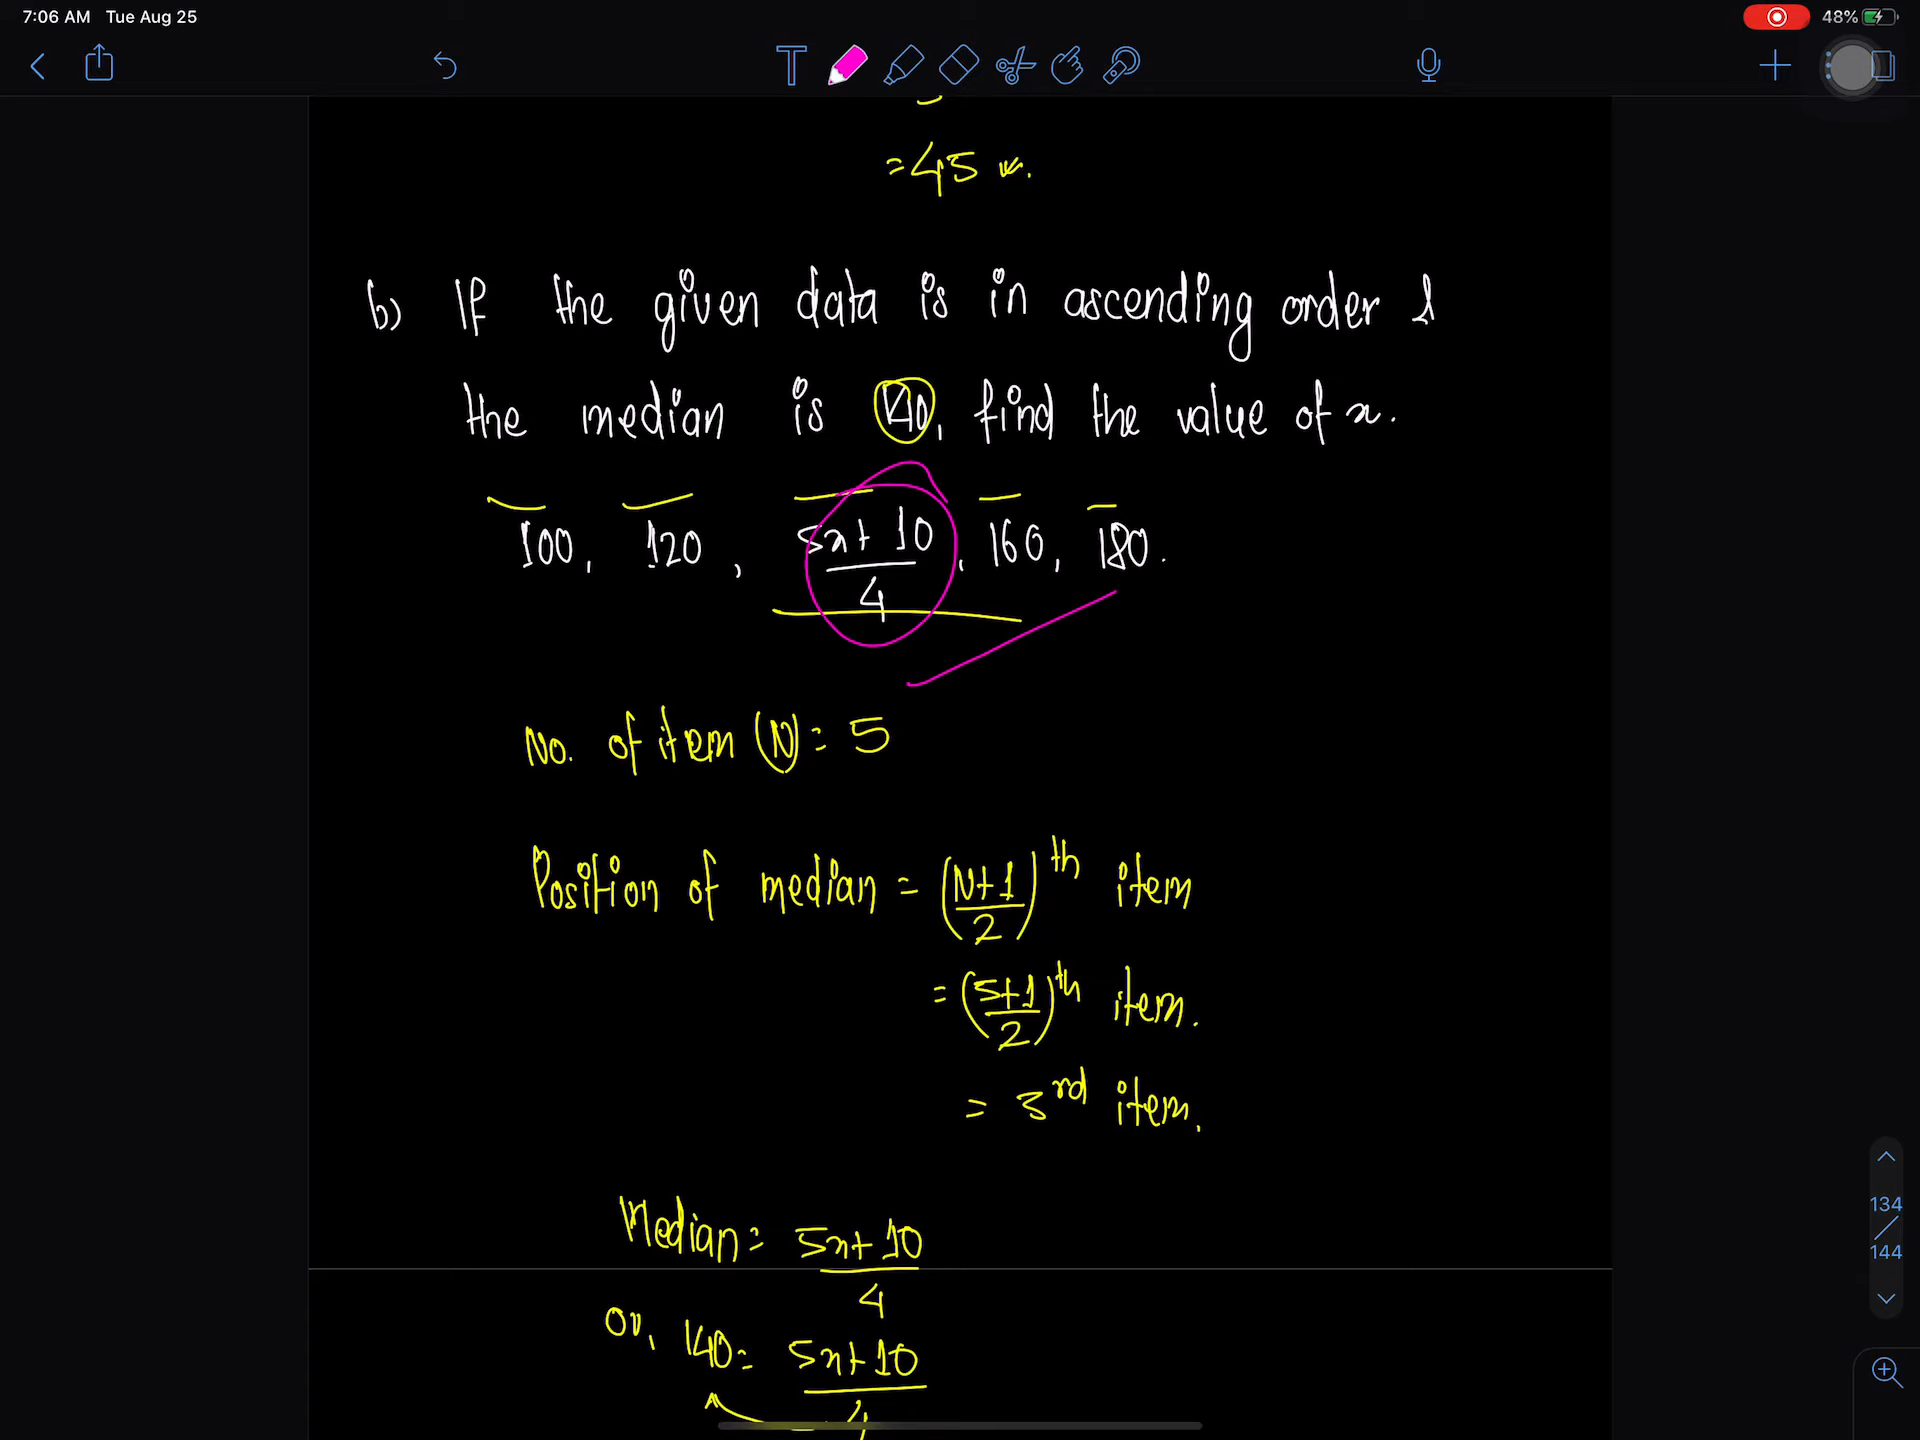 7:06 AM Tue Aug 25 48%
T
= 45
b) If the given data is in ascending order &
the median is 140, find the value of x.
100, 120, 5x+10/4, 160, 180.
No. of item (N) = 5
Position of median = (N+1/2)th item
= (5+1/2)th item.
= 3rd item.
Median = 5x+10/4
or, 140 = 5x+10/4
134
144